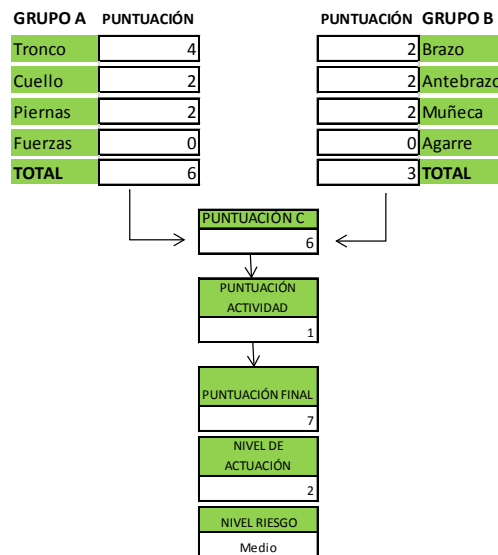 GRUPO A PUNTUACIÓN PUNTUACIÓN GRUPO B
Tronco 4 2 Brazo
Cuello 2 2 Antebrazo
Piernas 2 2 Muñeca
Fuerzas 0 0 Agarre
TOTAL 6 3 TOTAL
PUNTUACIÓN C
6
PUNTUACIÓN
ACTIVIDAD
1
PUNTUACIÓN FINAL
7
NIVEL DE
ACTUACIÓN
2
NIVEL RIESGO
Medio